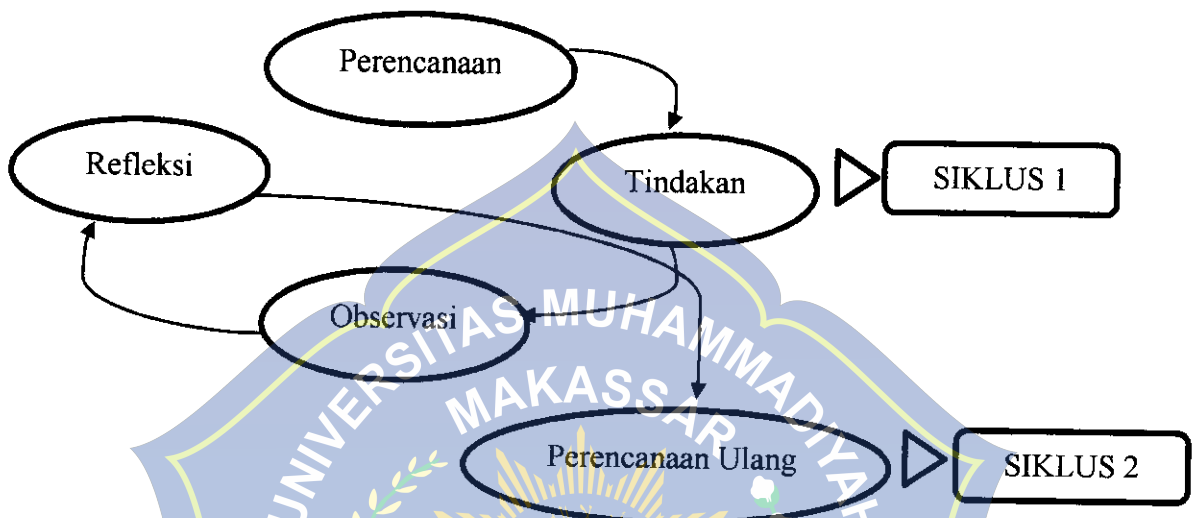 Perencanaan
Refleksi
Tindakan
SIKLUS 1
Observasi
UNIVERSITAS MUHAMMADIYAH
MAKASSAR
Perencanaan Ulang
SIKLUS 2